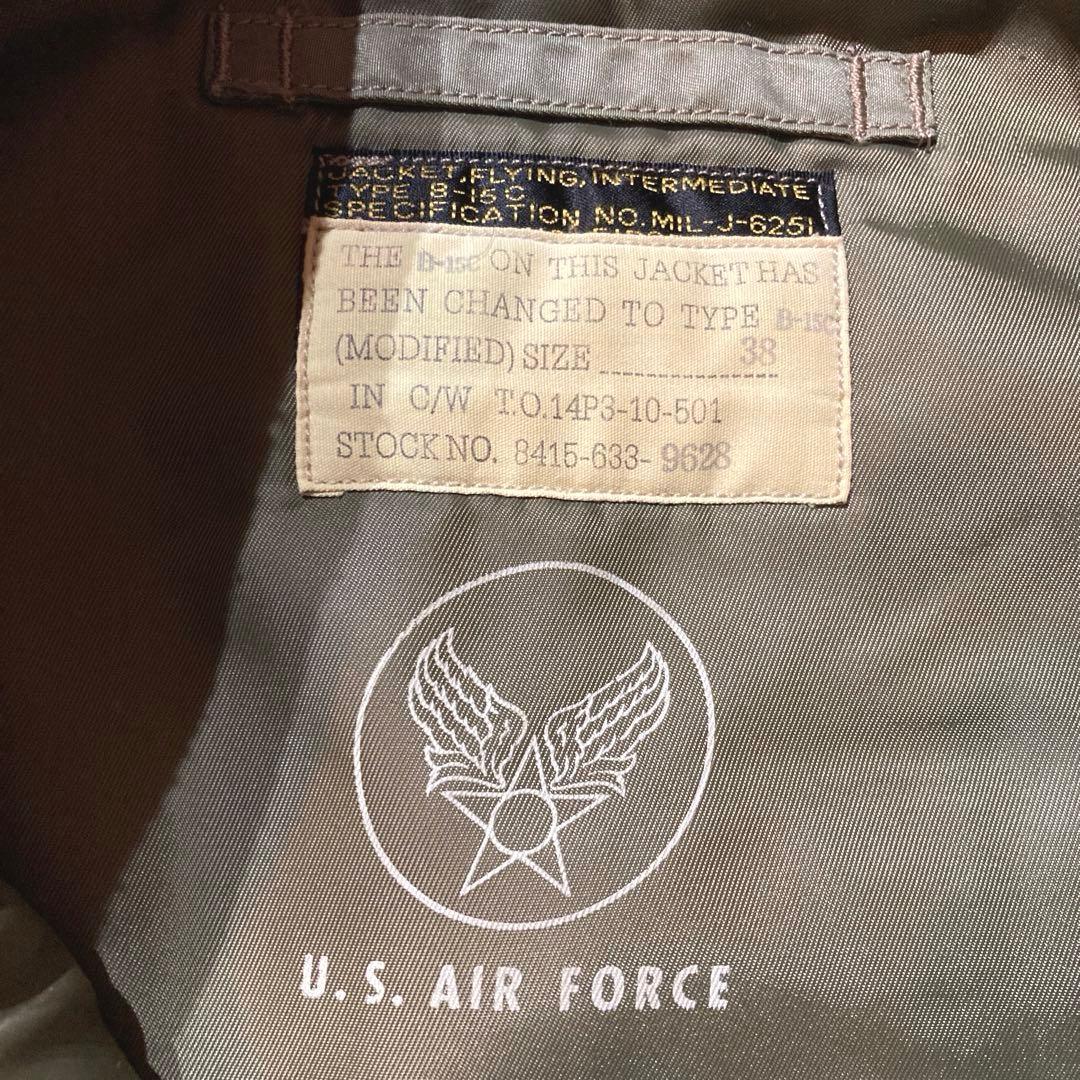 JACKET, FLYING, INTERMEDIATE
TYPE B-15C
SPECIFICATION NO. MIL-J-6251
THE B-15C ON THIS JACKET HAS
BEEN CHANGED TO TYPE B-15C
(MODIFIED) SIZE 38
IN C/W T.O.14P3-10-501
STOCK NO. 8415-633-9628
U.S. AIR FORCE